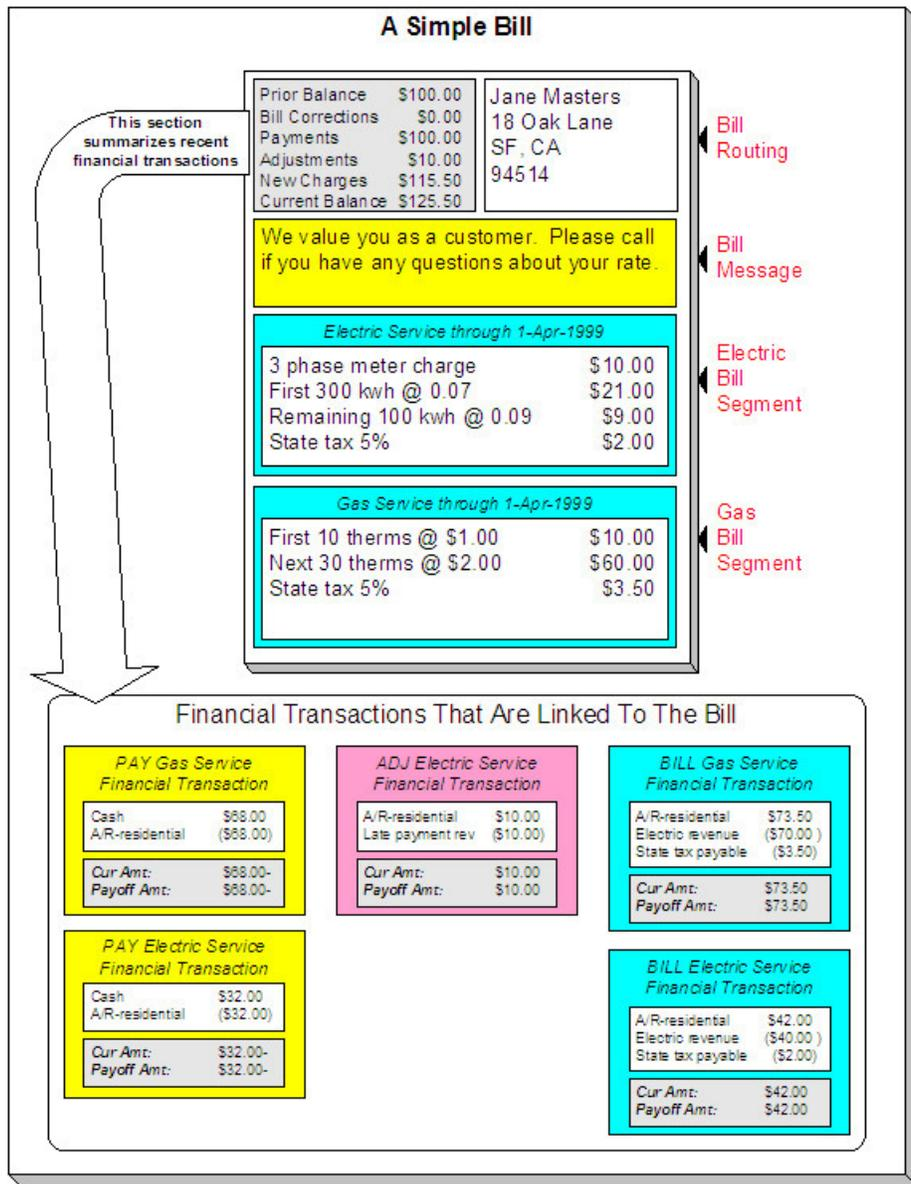 A Simple Bill
This section
summarizes recent
financial transactions
Prior Balance $100.00
Bill Corrections $0.00
Payments $100.00
Adjustments $10.00
New Charges $115.50
Current Balance $125.50
Jane Masters
18 Oak Lane
SF, CA
94514
Bill
Routing
We value you as a customer. Please call
if you have any questions about your rate.
Bill
Message
Electric Service through 1-Apr-1999
3 phase meter charge $10.00
First 300 kwh @ 0.07 $21.00
Remaining 100 kwh @ 0.09 $9.00
State tax 5% $2.00
Electric
Bill
Segment
Gas Service through 1-Apr-1999
First 10 therms @ $1.00 $10.00
Next 30 therms @ $2.00 $60.00
State tax 5% $3.50
Gas
Bill
Segment
Financial Transactions That Are Linked To The Bill
PAY Gas Service
Financial Transaction
Cash $68.00
A/R-residential ($68.00)
Cur Amt: $68.00-
Payoff Amt: $68.00-
PAY Electric Service
Financial Transaction
Cash $32.00
A/R-residential ($32.00)
Cur Amt: $32.00-
Payoff Amt: $32.00-
ADJ Electric Service
Financial Transaction
A/R-residential $10.00
Late payment rev ($10.00)
Cur Amt: $10.00
Payoff Amt: $10.00
BILL Gas Service
Financial Transaction
A/R-residential $73.50
Electric revenue ($70.00 )
State tax payable ($3.50)
Cur Amt: $73.50
Payoff Amt: $73.50
BILL Electric Service
Financial Transaction
A/R-residential $42.00
Electric revenue ($40.00 )
State tax payable ($2.00)
Cur Amt: $42.00
Payoff Amt: $42.00